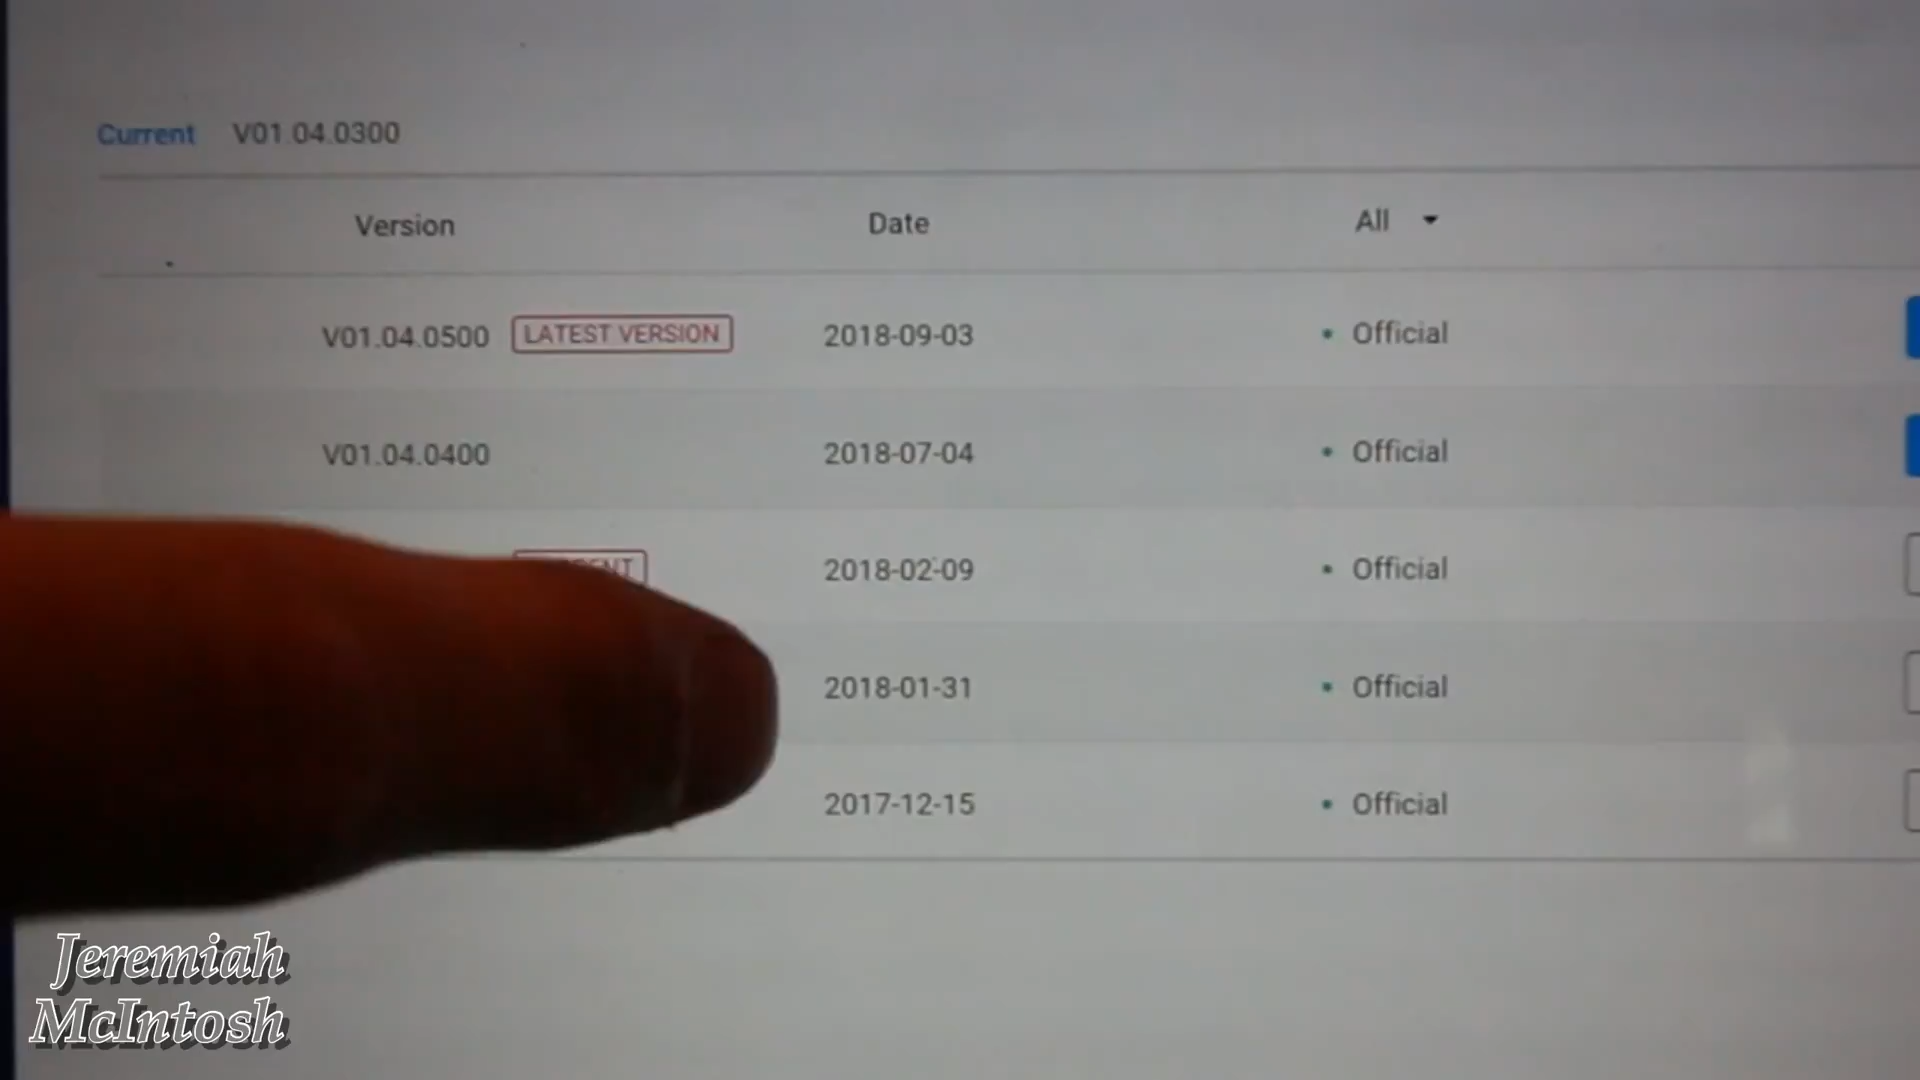 Current V01.04.0300
Version Date All
V01.04.0500 LATEST VERSION 2018-09-03 Official
V01.04.0400 2018-07-04 Official
2018-02-09 Official
2018-01-31 Official
2017-12-15 Official
Jeremiah
McIntosh